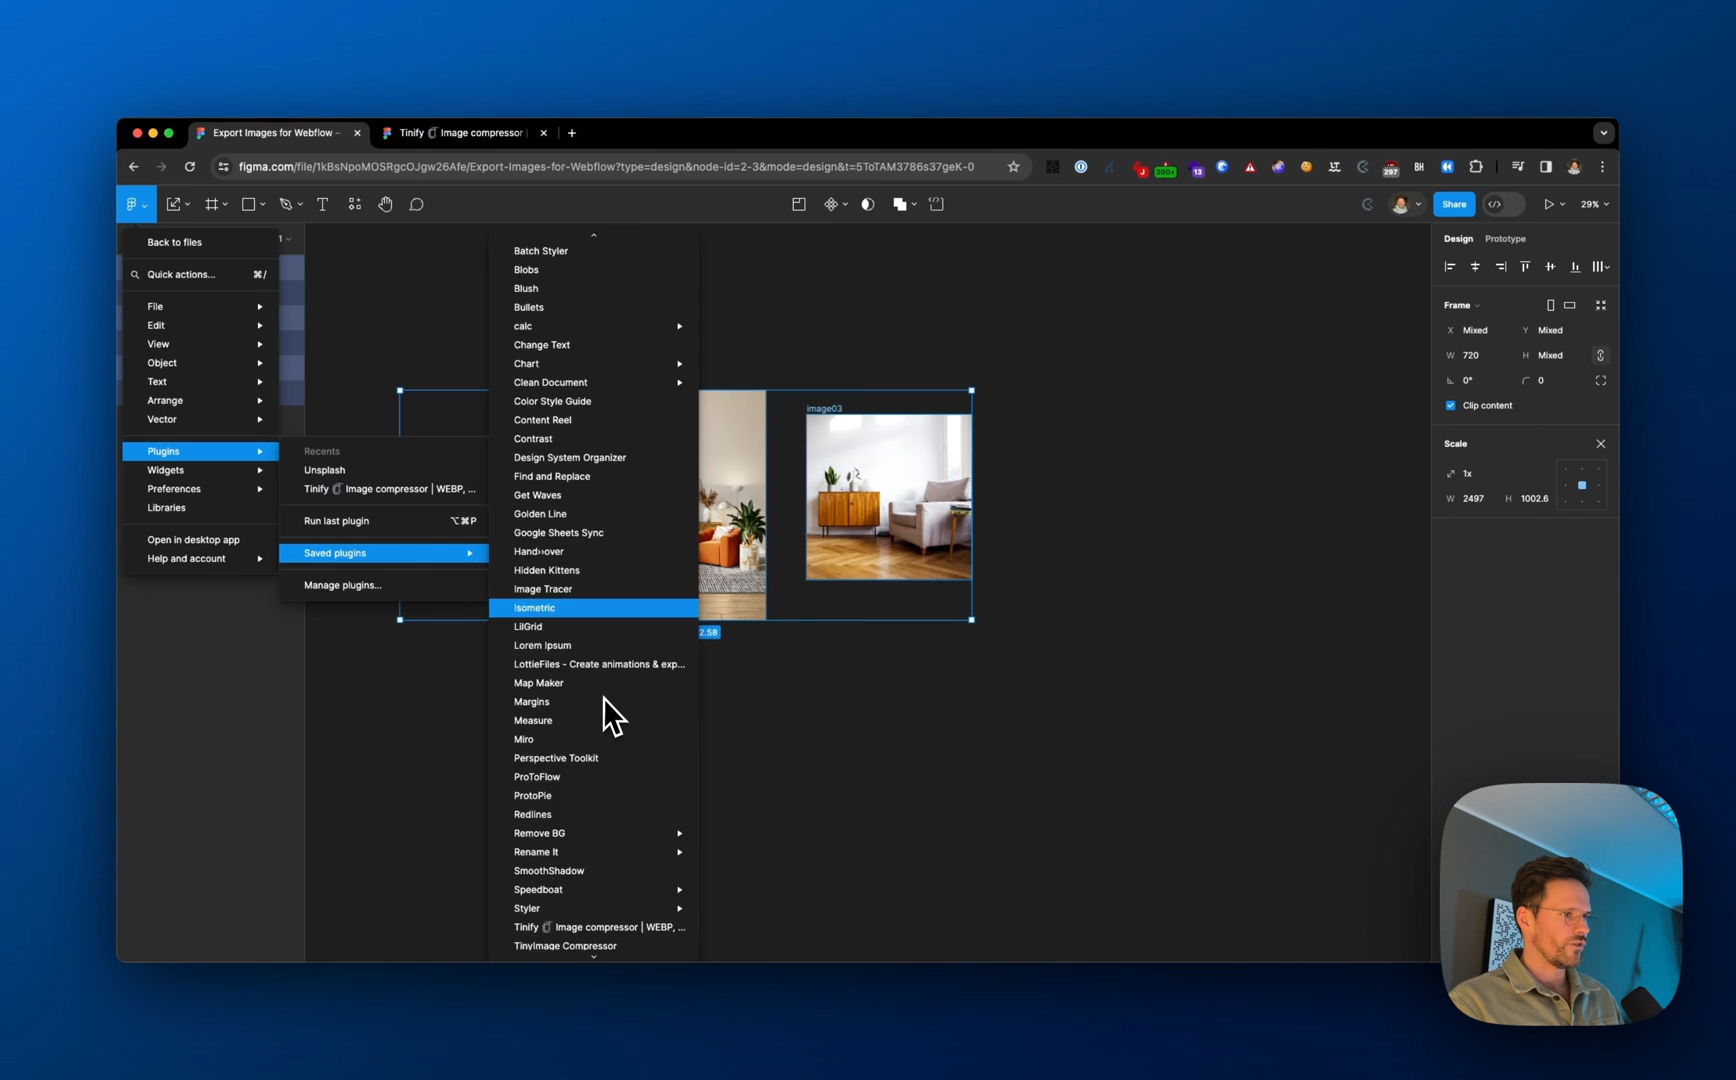 Export Images for Webflow –
Tinify Image compressor |
figma.com/file/1kBsNpoMOSRgcOJgw26Afe/Export-Images-for-Webflow?type=design&node-id=2-3&mode=design&t=5ToTAM3786s37geK-0
J
200+
13
LT
297
BH
Share
29%
Back to files
1
Quick actions...
⌘/
File
Edit
View
Object
Text
Arrange
Vector
Plugins
Widgets
Preferences
Libraries
Open in desktop app
Help and account
Recents
Unsplash
Tinify Image compressor | WEBP, ...
Run last plugin
⌥⌘P
Saved plugins
Manage plugins...
Batch Styler
Blobs
Blush
Bullets
calc
Change Text
Chart
Clean Document
Color Style Guide
Content Reel
Contrast
Design System Organizer
Find and Replace
Get Waves
Golden Line
Google Sheets Sync
Hand››over
Hidden Kittens
Image Tracer
Isometric
LilGrid
Lorem Ipsum
LottieFiles - Create animations & exp...
Map Maker
Margins
Measure
Miro
Perspective Toolkit
ProToFlow
ProtoPie
Redlines
Remove BG
Rename It
SmoothShadow
Speedboat
Styler
Tinify Image compressor | WEBP, ...
TinyImage Compressor
image03
2.58
Design
Prototype
Frame
X Mixed
Y Mixed
W 720
H Mixed
0°
0
Clip content
Scale
1x
W 2497
H 1002.6